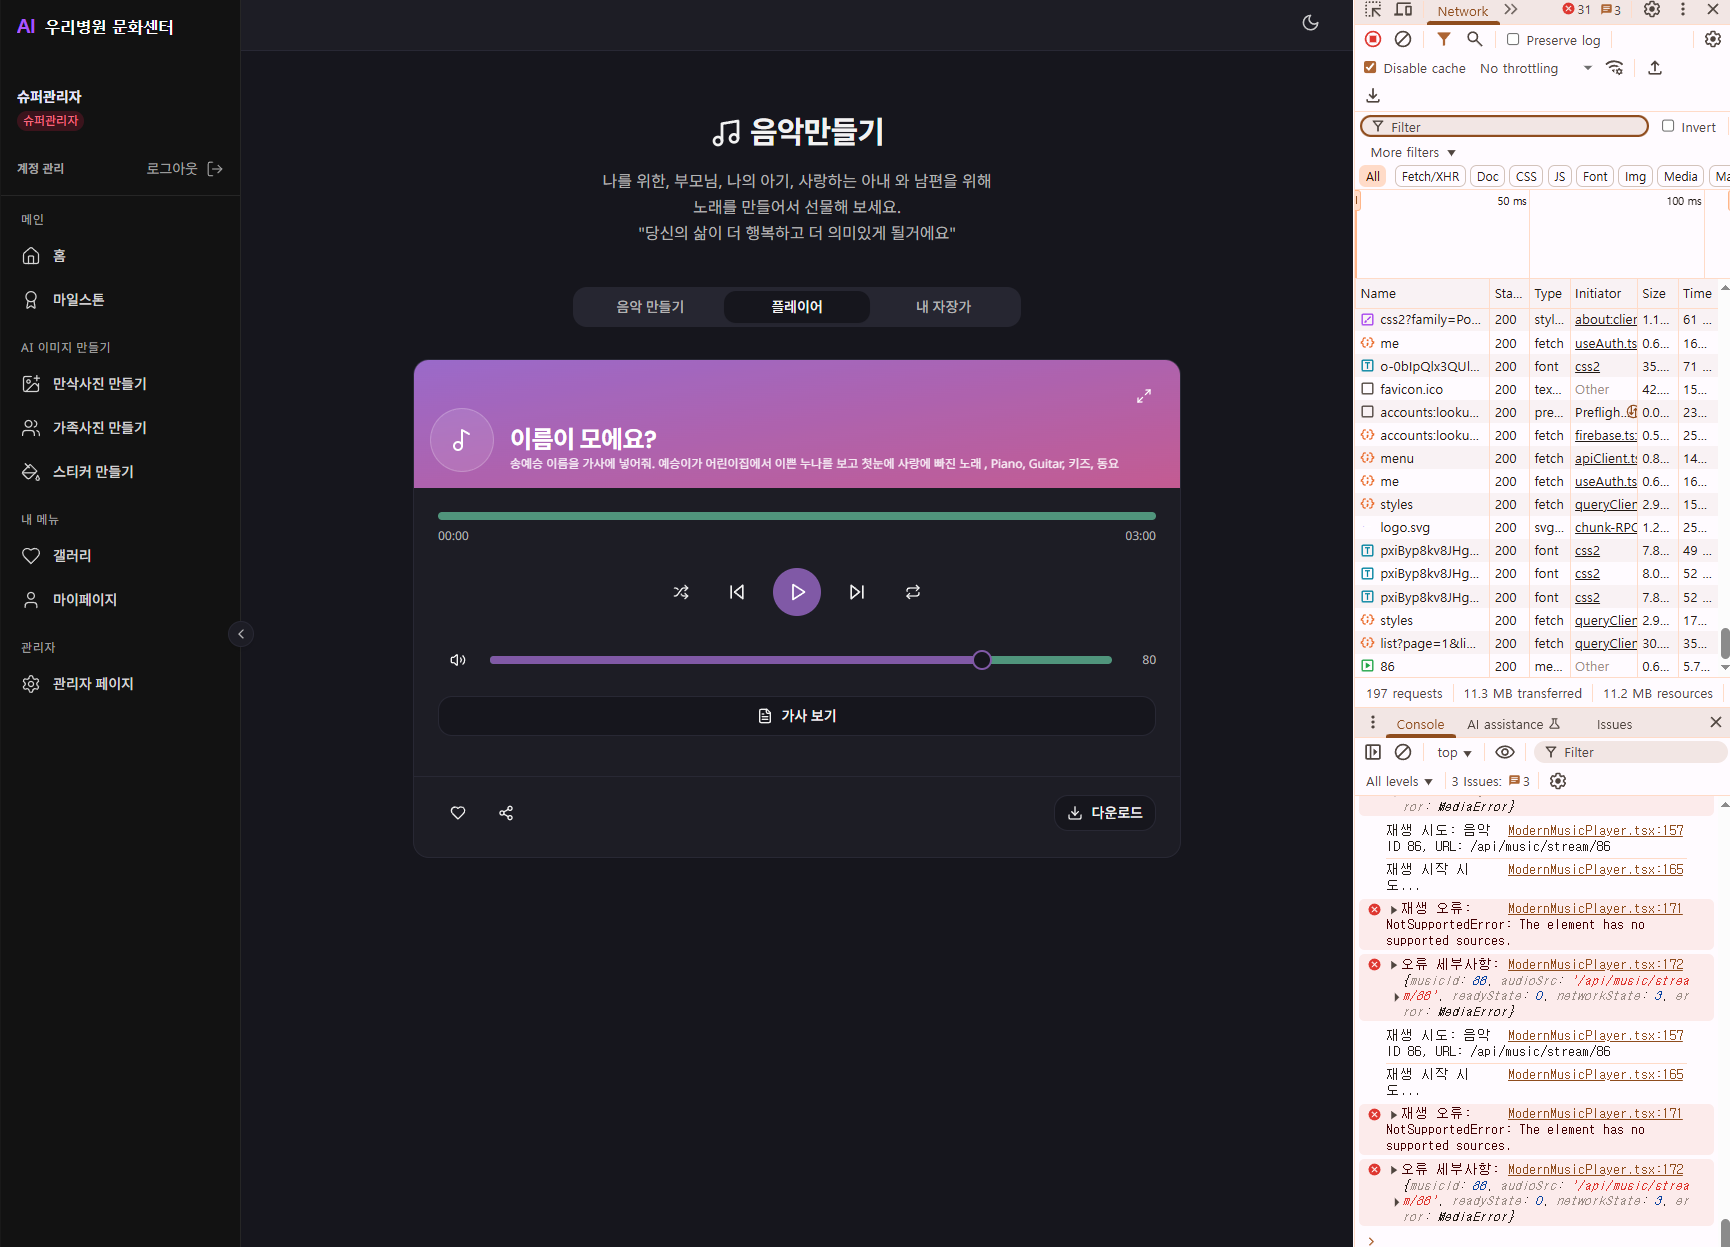 AI 우리병원 문화센터
슈퍼관리자
슈퍼관리자
계정 관리 로그아웃
메인
홈
마일스톤
AI 이미지 만들기
만삭사진 만들기
가족사진 만들기
스티커 만들기
내 메뉴
갤러리
마이페이지
관리자
관리자 페이지
음악만들기
나를 위한, 부모님, 나의 아기, 사랑하는 아내 와 남편을 위해
노래를 만들어서 선물해 보세요.
"당신의 삶이 더 행복하고 더 의미있게 될거에요"
음악 만들기 플레이어 내 자장가
이름이 모에요?
송예승 이름을 가사에 넣어줘. 예승이가 어린이집에서 이쁜 누나를 보고 첫눈에 사랑에 빠진 노래 , Piano, Guitar, 키즈, 동요
00:00 03:00
80
가사 보기
다운로드
Network 31 3
Preserve log
Disable cache No throttling
Filter Invert
More filters
All Fetch/XHR Doc CSS JS Font Img Media Ma
50 ms 100 ms
Name Sta... Type Initiator Size Time
css2?family=Po... 200 styl... about:clier 1.1... 61 ...
me 200 fetch useAuth.ts 0.6... 16...
o-0bIpQlx3QUl... 200 font css2 35.... 71 ...
favicon.ico 200 tex... Other 42.... 15...
accounts:looku... 200 pre... Prefligh... 0.0... 23...
accounts:looku... 200 fetch firebase.ts: 0.5... 25...
menu 200 fetch apiClient.ts 0.8... 14...
me 200 fetch useAuth.ts 0.6... 16...
styles 200 fetch queryClien 2.9... 15...
logo.svg 200 svg... chunk-RPC 1.2... 25...
pxiByp8kv8JHg... 200 font css2 7.8... 49 ...
pxiByp8kv8JHg... 200 font css2 8.0... 52 ...
pxiByp8kv8JHg... 200 font css2 7.8... 52 ...
styles 200 fetch queryClien 2.9... 17...
list?page=1&li... 200 fetch queryClien 30.... 35...
86 200 me... Other 0.6... 5.7...
197 requests 11.3 MB transferred 11.2 MB resources
Console AI assistance Issues
top Filter
All levels 3 Issues: 3
ror: MediaError}
재생 시도: 음악 ModernMusicPlayer.tsx:157
ID 86, URL: /api/music/stream/86
재생 시작 시 ModernMusicPlayer.tsx:165
도...
재생 오류: ModernMusicPlayer.tsx:171
NotSupportedError: The element has no
supported sources.
오류 세부사항: ModernMusicPlayer.tsx:172
{musicId: 86, audioSrc: '/api/music/strea
m/86', readyState: 0, networkState: 3, er
ror: MediaError}
재생 시도: 음악 ModernMusicPlayer.tsx:157
ID 86, URL: /api/music/stream/86
재생 시작 시 ModernMusicPlayer.tsx:165
도...
재생 오류: ModernMusicPlayer.tsx:171
NotSupportedError: The element has no
supported sources.
오류 세부사항: ModernMusicPlayer.tsx:172
{musicId: 86, audioSrc: '/api/music/strea
m/86', readyState: 0, networkState: 3, er
ror: MediaError}